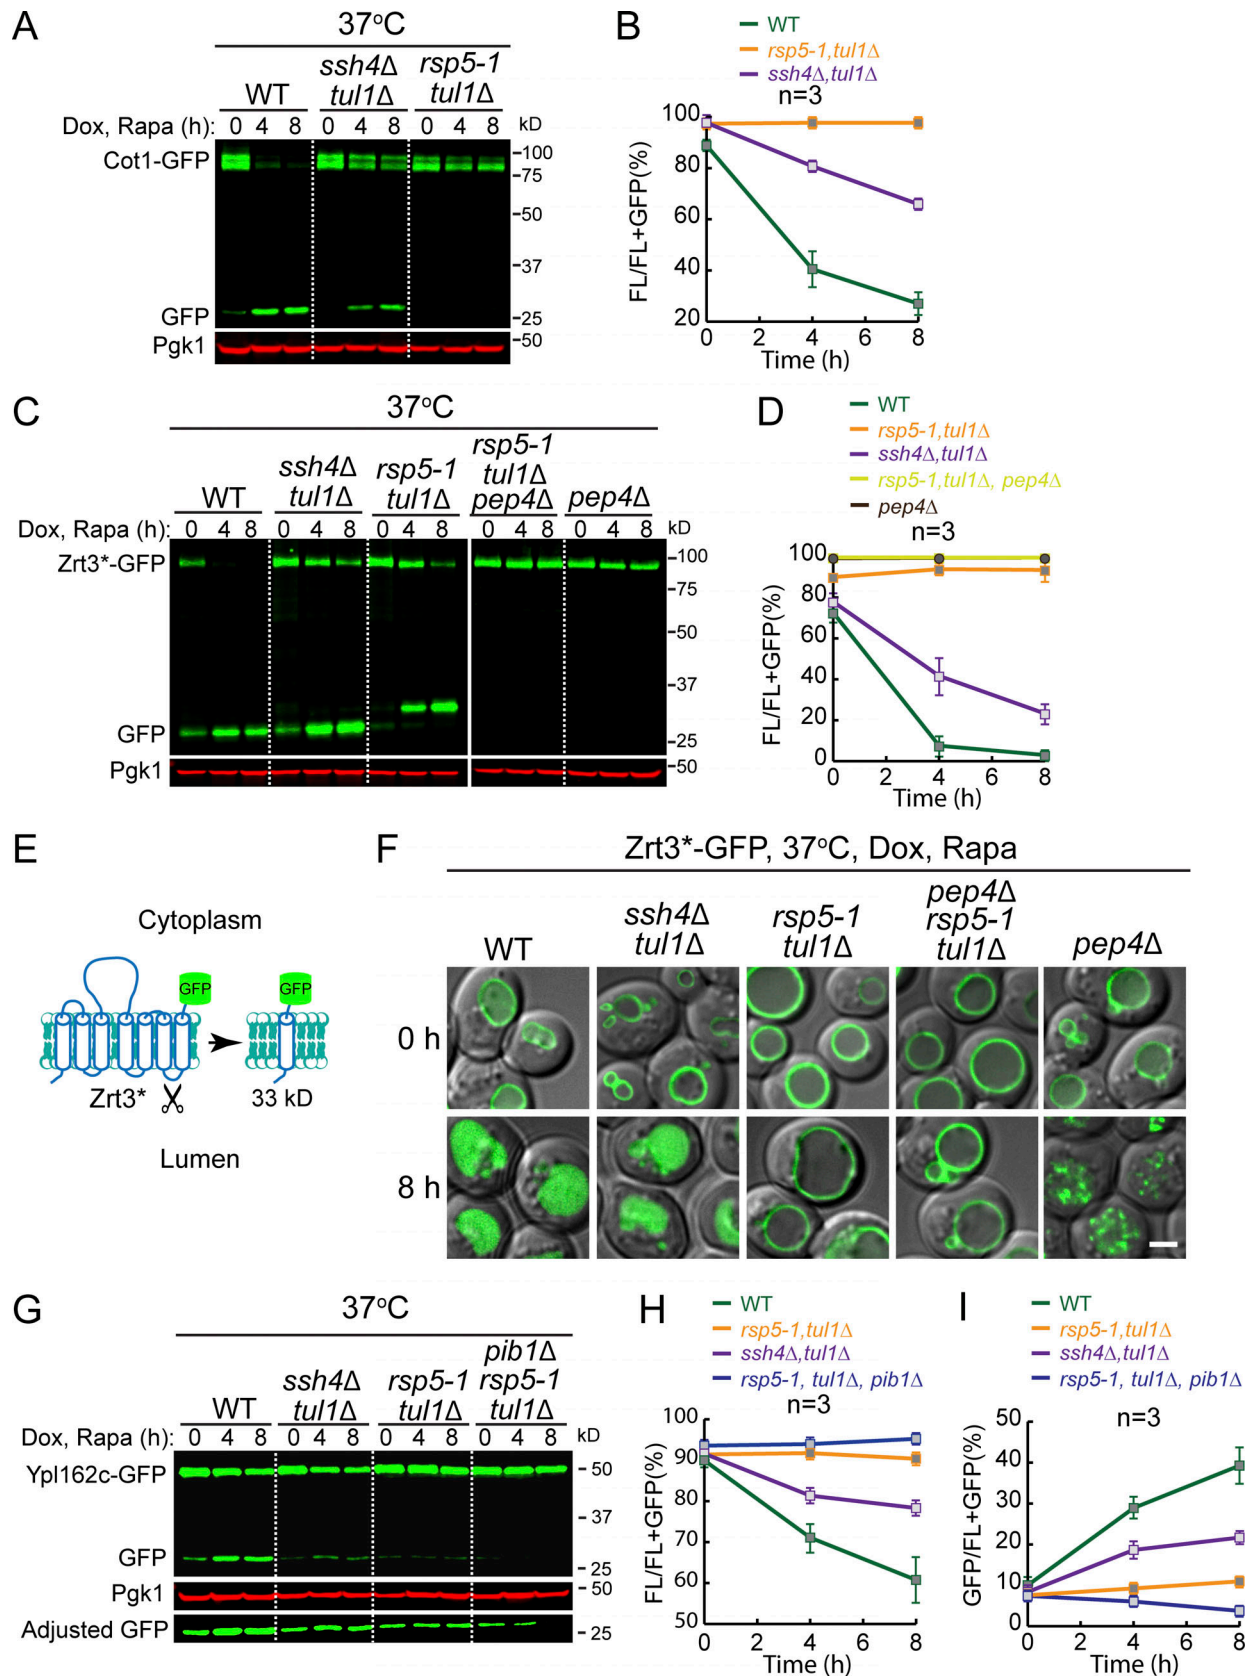 A
37°C
ssh4Δ rsp5-1
WT tul1Δ tul1Δ
Dox, Rapa (h): 0 4 8 0 4 8 0 4 8 kD
Cot1-GFP
-100
-75
-50
-37
GFP
-25
Pgk1
-50
B
WT
rsp5-1,tul1Δ
ssh4Δ,tul1Δ
n=3
FL/FL+GFP(%)
100
80
60
40
20
0 2 4 6 8
Time (h)
C
37°C
rsp5-1
ssh4Δ rsp5-1 tul1Δ
WT tul1Δ tul1Δ pep4Δ pep4Δ
Dox, Rapa (h): 0 4 8 0 4 8 0 4 8 0 4 8 0 4 8 kD
Zrt3*-GFP
-100
-75
-50
-37
GFP
-25
Pgk1
-50
D
WT
rsp5-1,tul1Δ
ssh4Δ,tul1Δ
rsp5-1,tul1Δ, pep4Δ
pep4Δ
n=3
FL/FL+GFP(%)
100
80
60
40
20
0
0 2 4 6 8
Time (h)
E
Cytoplasm
GFP GFP
Zrt3* 33 kD
Lumen
F
Zrt3*-GFP, 37°C, Dox, Rapa
pep4Δ
ssh4Δ rsp5-1 rsp5-1
WT tul1Δ tul1Δ tul1Δ pep4Δ
0 h
8 h
G
37°C
pib1Δ
ssh4Δ rsp5-1 rsp5-1
WT tul1Δ tul1Δ tul1Δ
Dox, Rapa (h): 0 4 8 0 4 8 0 4 8 0 4 8 kD
Ypl162c-GFP
- 50
- 37
GFP
- 25
Pgk1
- 50
Adjusted GFP
- 25
H
WT
rsp5-1,tul1Δ
ssh4Δ,tul1Δ
rsp5-1, tul1Δ, pib1Δ
n=3
FL/FL+GFP(%)
100
90
80
70
60
50
0 2 4 6 8
Time (h)
I
WT
rsp5-1,tul1Δ
ssh4Δ,tul1Δ
rsp5-1, tul1Δ, pib1Δ
n=3
GFP/FL+GFP(%)
50
40
30
20
10
0
0 2 4 6 8
Time (h)